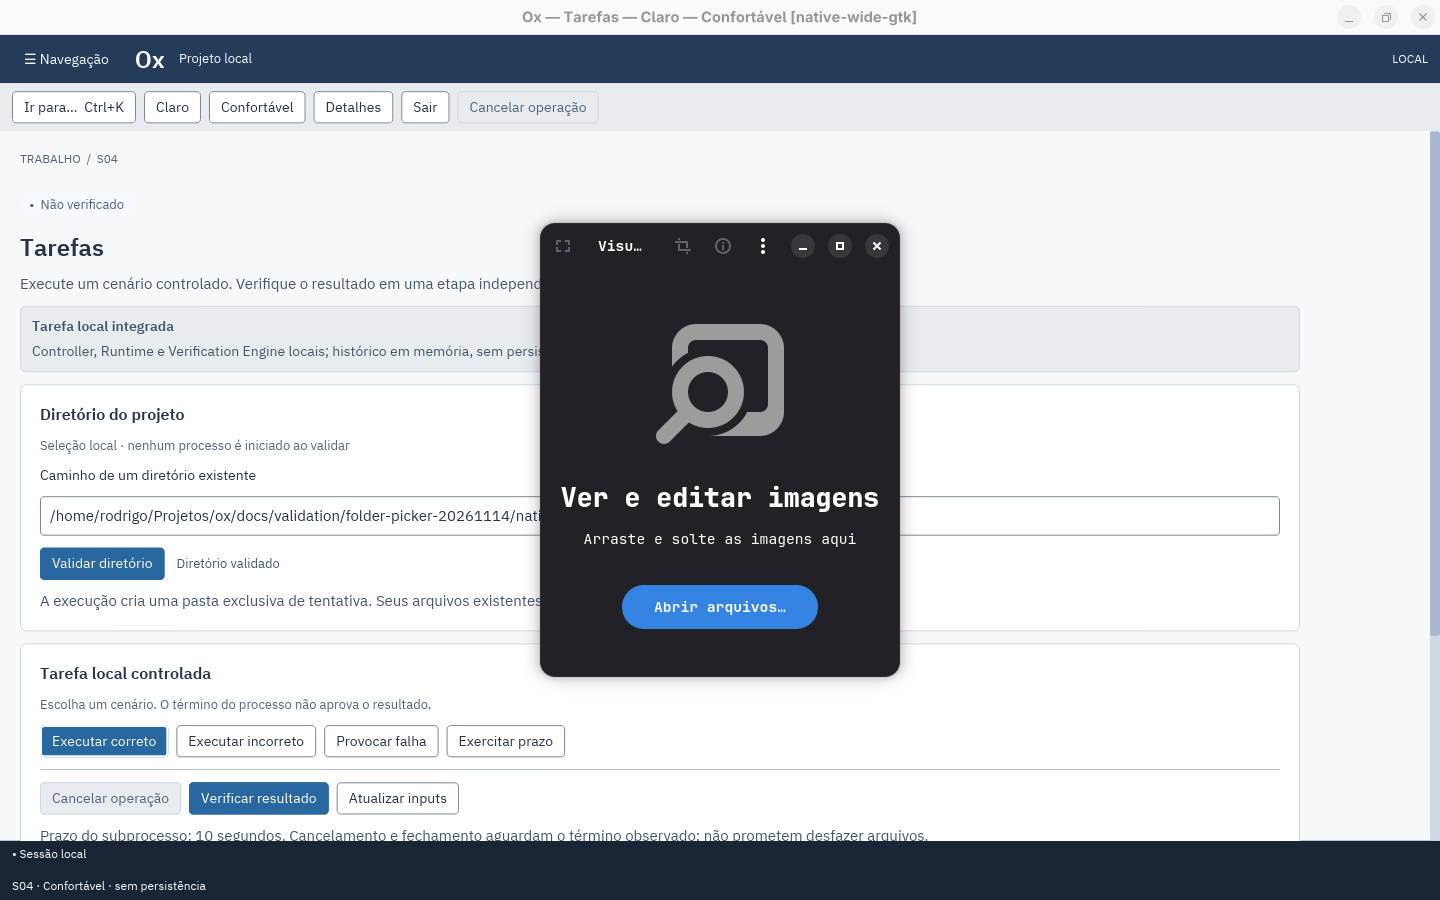 Ox — Tarefas — Claro — Confortável [native-wide-gtk]
☰ Navegação
Ox
Projeto local
LOCAL
Ir para... Ctrl+K
Claro
Confortável
Detalhes
Sair
Cancelar operação
TRABALHO / S04
• Não verificado
Tarefas
Execute um cenário controlado. Verifique o resultado em uma etapa independ
Tarefa local integrada
Controller, Runtime e Verification Engine locais; histórico em memória, sem persis
Diretório do projeto
Seleção local · nenhum processo é iniciado ao validar
Caminho de um diretório existente
/home/rodrigo/Projetos/ox/docs/validation/folder-picker-20261114/nati
Validar diretório
Diretório validado
A execução cria uma pasta exclusiva de tentativa. Seus arquivos existentes
Visu…
Ver e editar imagens
Arraste e solte as imagens aqui
Abrir arquivos…
Tarefa local controlada
Escolha um cenário. O término do processo não aprova o resultado.
Executar correto
Executar incorreto
Provocar falha
Exercitar prazo
Cancelar operação
Verificar resultado
Atualizar inputs
Prazo do subprocesso: 10 segundos. Cancelamento e fechamento aguardam o término observado; não prometem desfazer arquivos.
• Sessão local
S04 · Confortável · sem persistência